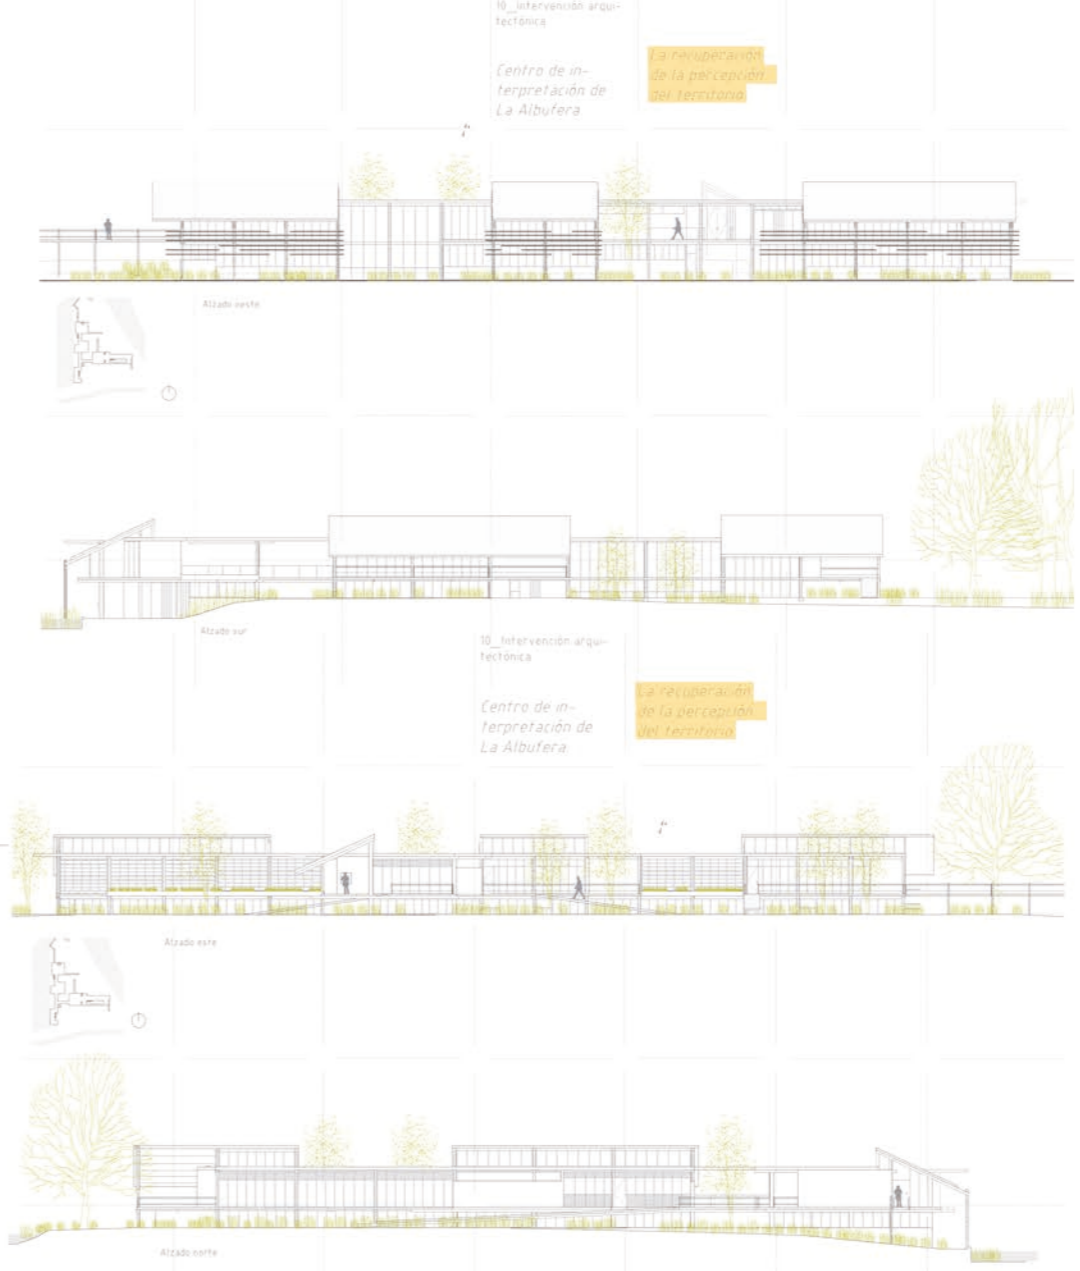 10_Intervención arqui-
tectónica
Centro de in-
terpretación de
La Albufera
La recuperación
de la percepción
del territorio
Alzado oeste
Alzado sur
10_Intervención arqui-
tectónica
Centro de in-
terpretación de
La Albufera
La recuperación
de la percepción
del territorio
Alzado este
Alzado norte